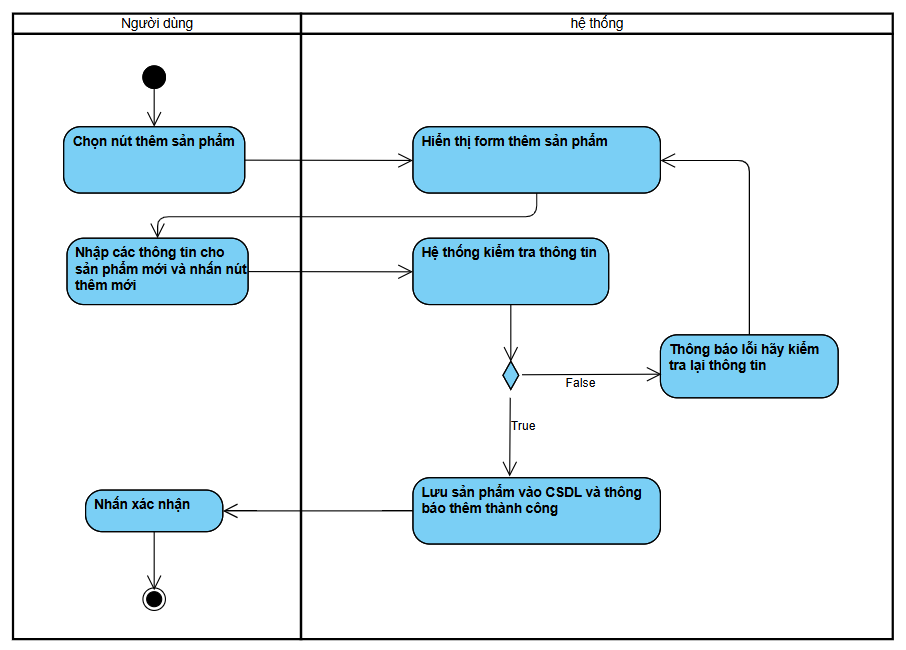 Người dùng
hệ thống
Chọn nút thêm sản phẩm
Hiển thị form thêm sản phẩm
Nhập các thông tin cho
sản phẩm mới và nhấn nút
thêm mới
Hệ thống kiểm tra thông tin
Thông báo lỗi hãy kiểm
tra lại thông tin
False
True
Lưu sản phẩm vào CSDL và thông
báo thêm thành công
Nhấn xác nhận